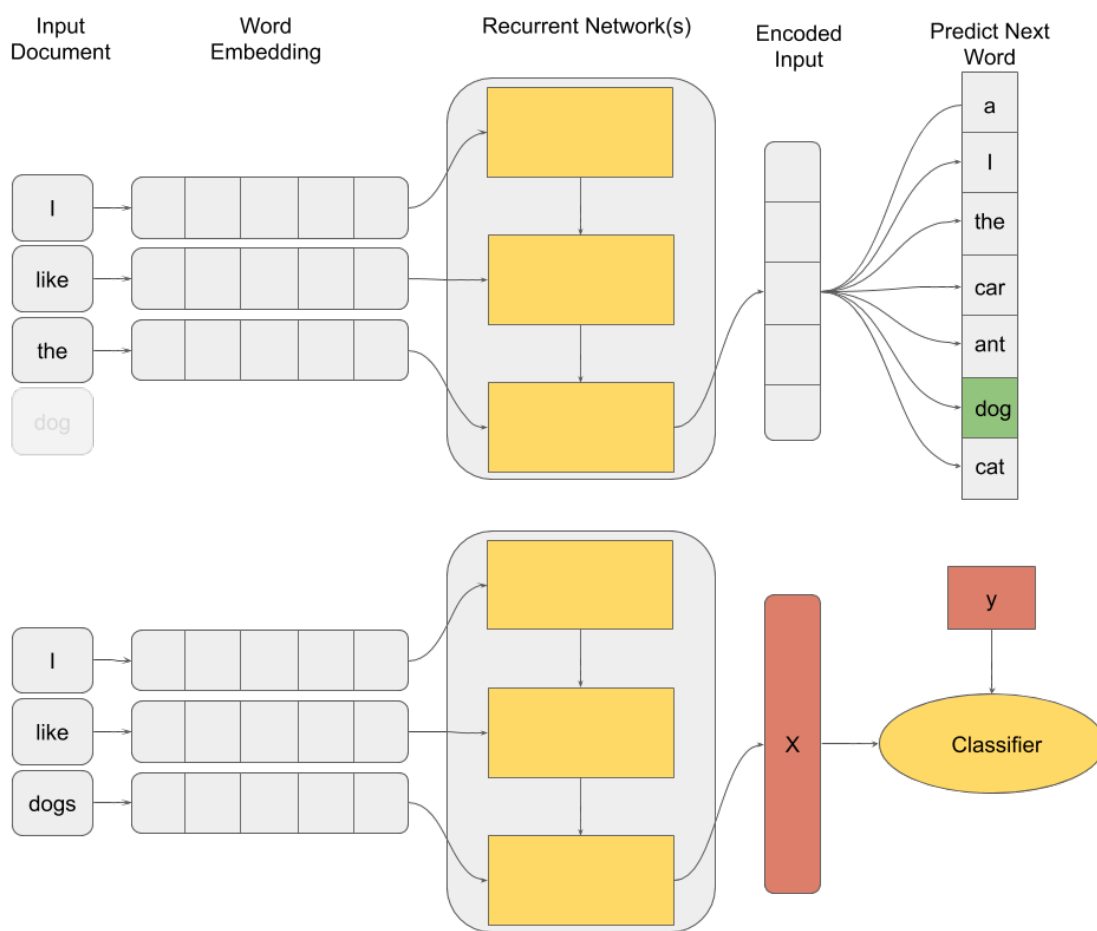 Input
Document
Word
Embedding
Recurrent Network(s)
Encoded
Input
Predict Next
Word
I
like
the
dog
a
I
the
car
ant
dog
cat
I
like
dogs
X
y
Classifier